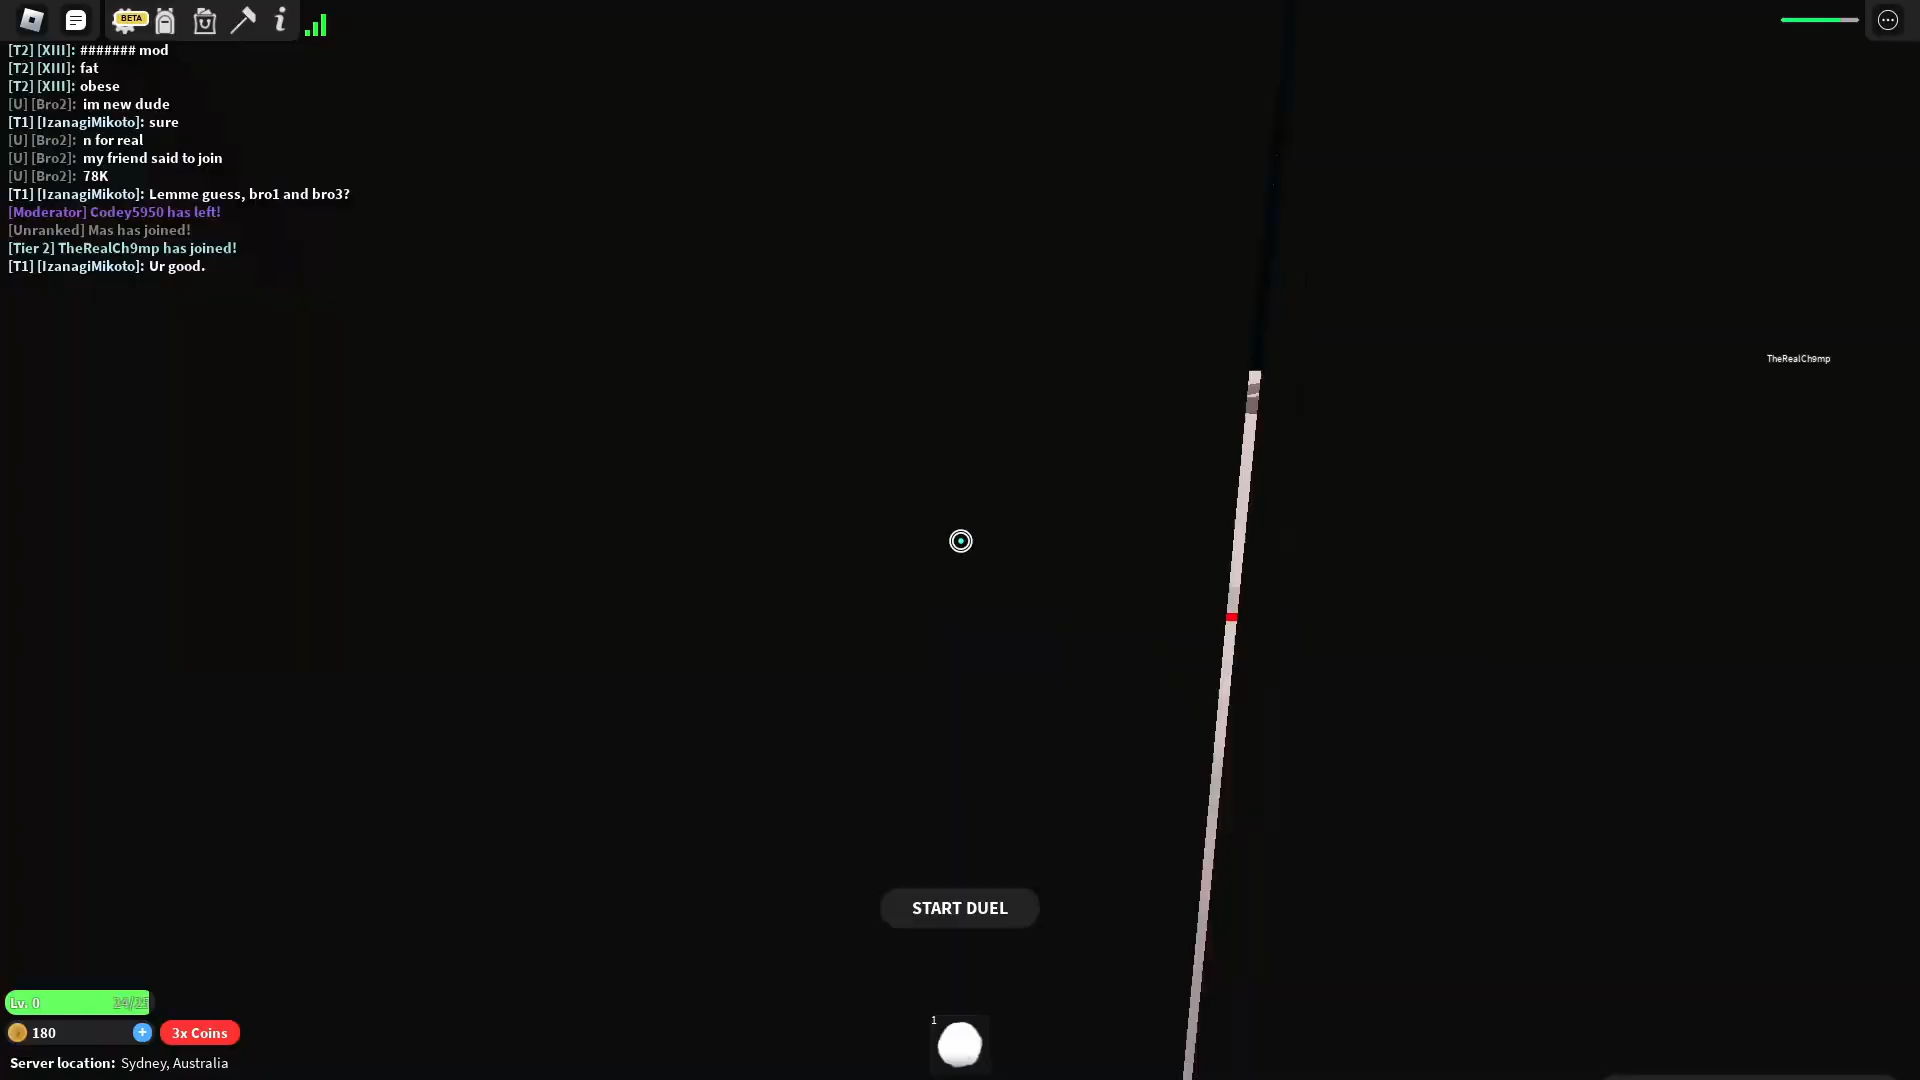 BETA
[T2] [XIII]: ####### mod
[T2] [XIII]: fat
[T2] [XIII]: obese
[U] [Bro2]: im new dude
[T1] [IzanagiMikoto]: sure
[U] [Bro2]: n for real
[U] [Bro2]: my friend said to join
[U] [Bro2]: 78K
[T1] [IzanagiMikoto]: Lemme guess, bro1 and bro3?
[Moderator] Codey5950 has left!
[Unranked] Mas has joined!
[Tier 2] TheRealCh9mp has joined!
[T1] [IzanagiMikoto]: Ur good.
TheRealCh9mp
START DUEL
Lv. 0 24/25
180 + 3x Coins
1
Server location: Sydney, Australia